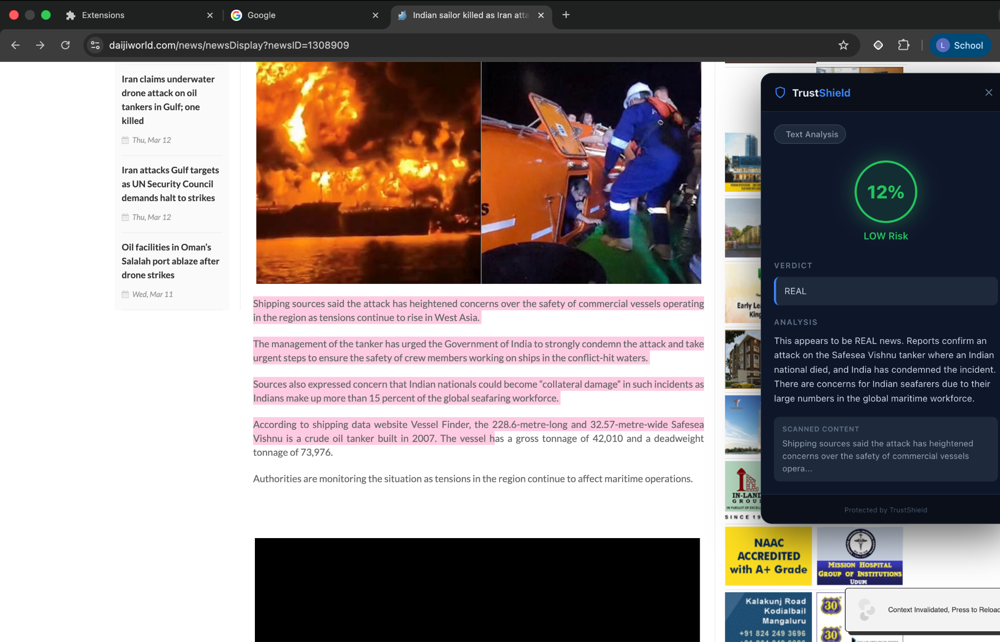 Extensions
Google
Indian sailor killed as Iran atta
daijiworld.com/news/newsDisplay?newsID=1308909
L School
Iran claims underwater
drone attack on oil
tankers in Gulf; one
killed
Thu, Mar 12
Iran attacks Gulf targets
as UN Security Council
demands halt to strikes
Thu, Mar 12
Oil facilities in Oman’s
Salalah port ablaze after
drone strikes
Wed, Mar 11
S
Shipping sources said the attack has heightened concerns over the safety of commercial vessels operating
in the region as tensions continue to rise in West Asia.
The management of the tanker has urged the Government of India to strongly condemn the attack and take
urgent steps to ensure the safety of crew members working on ships in the conflict-hit waters.
Sources also expressed concern that Indian nationals could become “collateral damage” in such incidents as
Indians make up more than 15 percent of the global seafaring workforce.
According to shipping data website Vessel Finder, the 228.6-metre-long and 32.57-metre-wide Safesea
Vishnu is a crude oil tanker built in 2007. The vessel has a gross tonnage of 42,010 and a deadweight
tonnage of 73,976.
Authorities are monitoring the situation as tensions in the region continue to affect maritime operations.
TrustShield
Text Analysis
12%
LOW Risk
VERDICT
REAL
ANALYSIS
This appears to be REAL news. Reports confirm an
attack on the Safesea Vishnu tanker where an Indian
national died, and India has condemned the incident.
There are concerns for Indian seafarers due to their
large numbers in the global maritime workforce.
SCANNED CONTENT
Shipping sources said the attack has heightened
concerns over the safety of commercial vessels
opera...
Protected by TrustShield
Early Le
King
IN-LAND
GROU
IN PURSUIT OF EXCELL
SINCE 19
NAAC
ACCREDITED
with A+ Grade
MISSION HOSPITAL
GROUP OF INSTITUTIONS
UDUPI
Kalakunj Road
Kodialbail
Mangaluru
+91 824 249 3696
30
30
Context Invalidated, Press to Reload